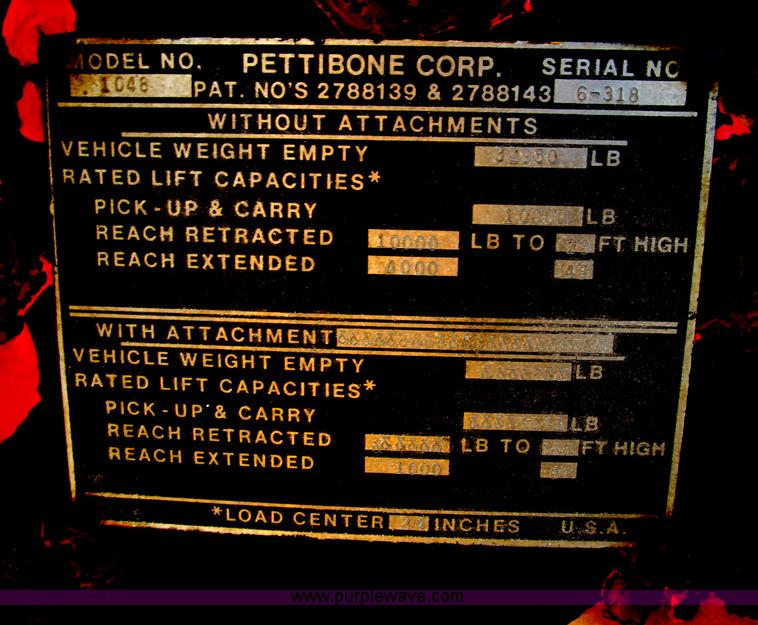 MODEL NO. PETTIBONE CORP. SERIAL NO
1048 PAT. NO'S 2788139 & 2788143 6-318
WITHOUT ATTACHMENTS
VEHICLE WEIGHT EMPTY LB
RATED LIFT CAPACITIES*
PICK-UP & CARRY LB
REACH RETRACTED 10000 LB TO FT HIGH
REACH EXTENDED 4000
WITH ATTACHMENT
VEHICLE WEIGHT EMPTY LB
RATED LIFT CAPACITIES*
PICK-UP & CARRY LB
REACH RETRACTED LB TO FT HIGH
REACH EXTENDED 1000
*LOAD CENTER INCHES U.S.A.
www.purplewave.com